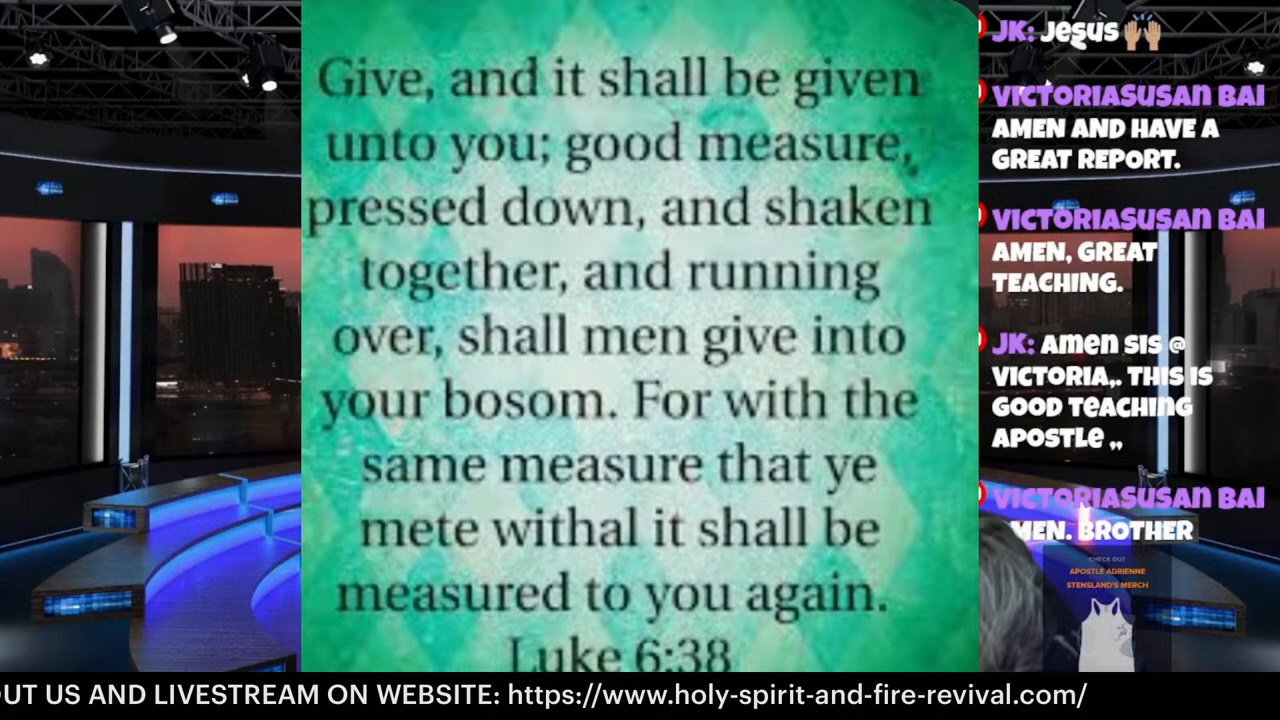 Give, and it shall be given
unto you; good measure,
pressed down, and shaken
together, and running
over, shall men give into
your bosom. For with the
same measure that ye
mete withal it shall be
measured to you again.
Luke 6:38
JK: Jesus 🙌🏽
VICTORIASUSAN BAI
AMEN AND HAVE A
GREAT REPORT.
VICTORIASUSAN BAI
AMEN, GREAT
TEACHING.
JK: Amen sis @
VICTORIA,. THIS IS
GOOD TEACHING
APOSTLE ,,
VICTORIASUSAN BAI
MEN. BROTHER
CHECK OUT
APOSTLE ADRIENNE
STENSLAND'S MERCH
OUT US AND LIVESTREAM ON WEBSITE: https://www.holy-spirit-and-fire-revival.com/